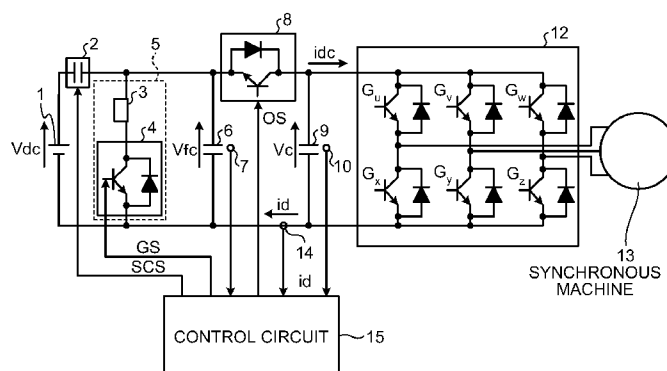 2
5
8
idc
12
1
3
4
OS
Vdc
Vfc
6
7
Vc
9
10
Gu
Gv
Gw
Gx
Gy
Gz
id
14
GS
SCS
id
13
SYNCHRONOUS
MACHINE
CONTROL CIRCUIT
15